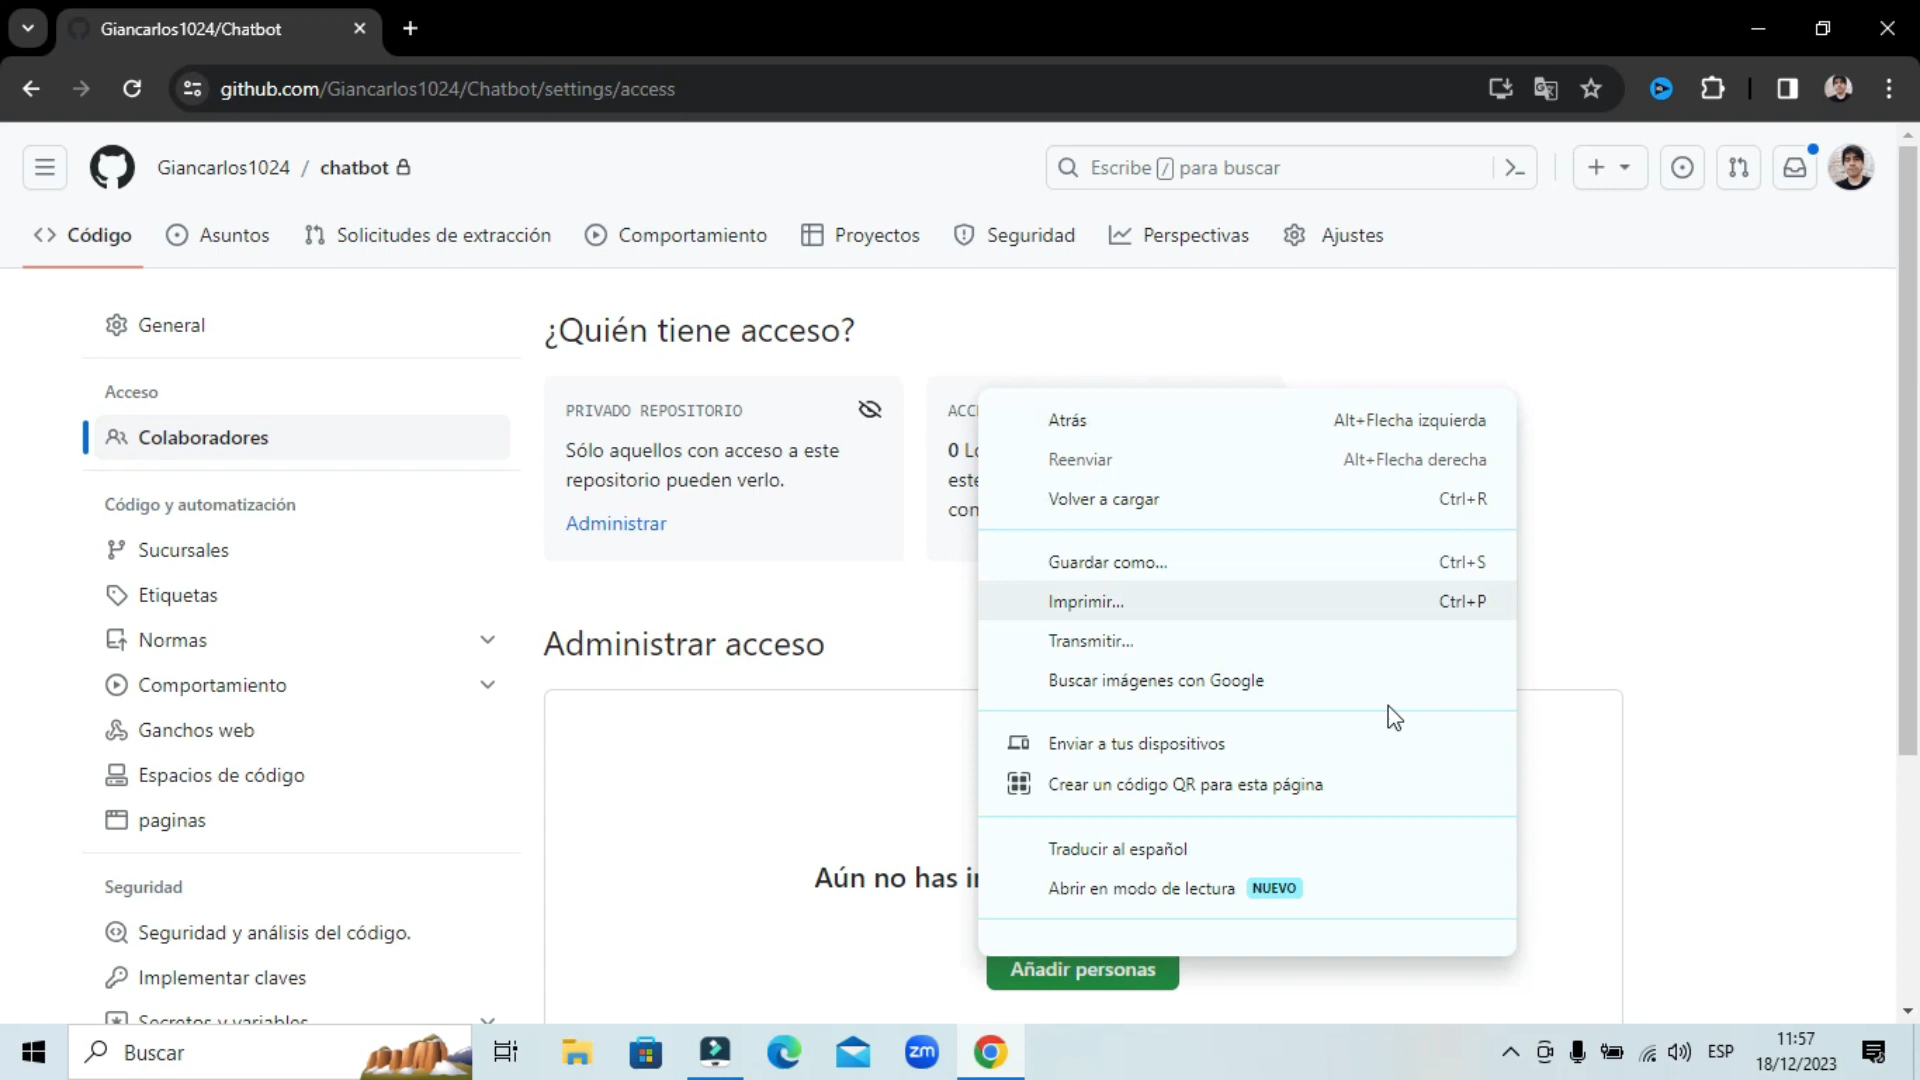 Giancarlos1024/Chatbot
github.com/Giancarlos1024/Chatbot/settings/access
Giancarlos1024 / chatbot
Escribe / para buscar
Código
Asuntos
Solicitudes de extracción
Comportamiento
Proyectos
Seguridad
Perspectivas
Ajustes
General
Acceso
Colaboradores
Código y automatización
Sucursales
Etiquetas
Normas
Comportamiento
Ganchos web
Espacios de código
paginas
Seguridad
Seguridad y análisis del código.
Implementar claves
Secretos y variables
¿Quién tiene acceso?
PRIVADO REPOSITORIO
Sólo aquellos con acceso a este
repositorio pueden verlo.
Administrar
0
Administrar acceso
Aún no has
Añadir personas
Atrás Alt+Flecha izquierda
Reenviar Alt+Flecha derecha
Volver a cargar Ctrl+R
Guardar como... Ctrl+S
Imprimir... Ctrl+P
Transmitir...
Buscar imágenes con Google
Enviar a tus dispositivos
Crear un código QR para esta página
Traducir al español
Abrir en modo de lectura NUEVO
Buscar
zm
ESP
11:57
18/12/2023